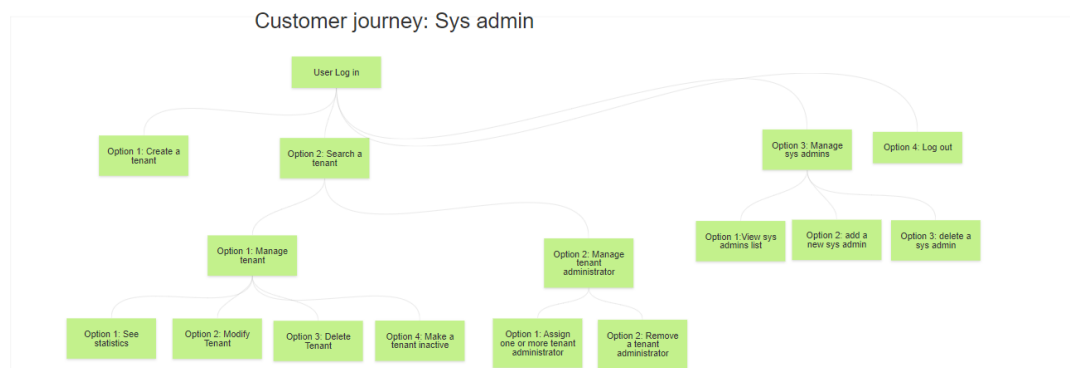 Customer journey: Sys admin
User Log in
Option 1: Create a
tenant
Option 2: Search a
tenant
Option 3: Manage
sys admins
Option 4: Log out
Option 1: Manage
tenant
Option 2: Manage
tenant
administrator
Option 1:View sys
admins list
Option 2: add a
new sys admin
Option 3: delete a
sys admin
Option 1: See
statistics
Option 2: Modify
Tenant
Option 3: Delete
Tenant
Option 4: Make a
tenant inactive
Option 1: Assign
one or more tenant
administrator
Option 2: Remove
a tenant
administrator